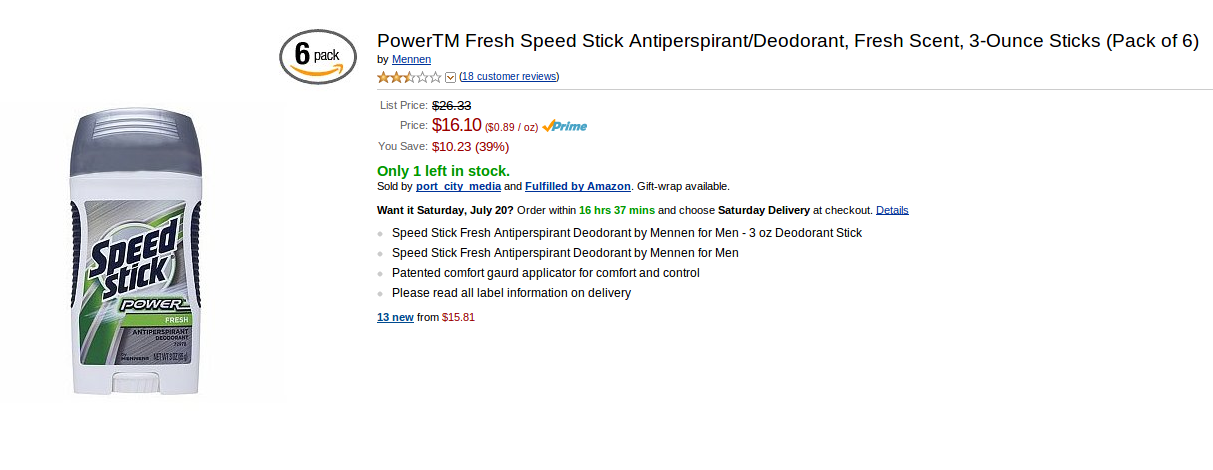 6 pack
PowerTM Fresh Speed Stick Antiperspirant/Deodorant, Fresh Scent, 3-Ounce Sticks (Pack of 6)
by Mennen
(18 customer reviews)
List Price: $26.33
Price: $16.10 ($0.89 / oz) Prime
You Save: $10.23 (39%)
Only 1 left in stock.
Sold by port_city_media and Fulfilled by Amazon. Gift-wrap available.
Want it Saturday, July 20? Order within 16 hrs 37 mins and choose Saturday Delivery at checkout. Details
Speed Stick Fresh Antiperspirant Deodorant by Mennen for Men - 3 oz Deodorant Stick
Speed Stick Fresh Antiperspirant Deodorant by Mennen for Men
Patented comfort gaurd applicator for comfort and control
Please read all label information on delivery
13 new from $15.81
Speed
Stick
POWER
FRESH
ANTIPERSPIRANT
DEODORANT
by
MENNEN NET WT 3 OZ (85 g)